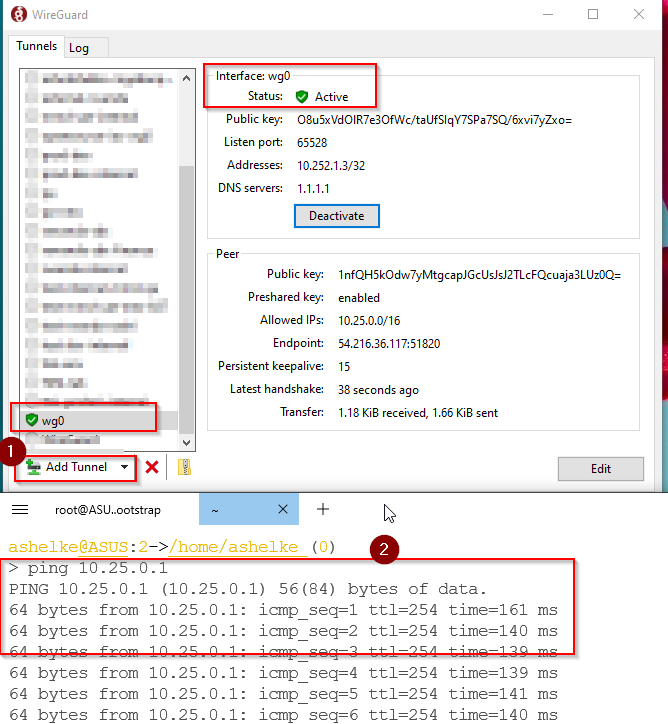 WireGuard
Tunnels Log
Interface: wg0
Status: Active
Public key: O8u5xVdOIR7e3OfWc/taUfSIqY7SPa7SQ/6xvi7yZxo=
Listen port: 65528
Addresses: 10.252.1.3/32
DNS servers: 1.1.1.1
Deactivate
Peer
Public key: 1nfQH5kOdw7yMtgcapJGcUsJsJ2TLcFQcuaja3LUz0Q=
Preshared key: enabled
Allowed IPs: 10.25.0.0/16
Endpoint: 54.216.36.117:51820
Persistent keepalive: 15
Latest handshake: 38 seconds ago
Transfer: 1.18 KiB received, 1.66 KiB sent
wg0
1
Add Tunnel
Edit
root@ASU..ootstrap ~
ashelke@ASUS:2->/home/ashelke (0)
2
> ping 10.25.0.1
PING 10.25.0.1 (10.25.0.1) 56(84) bytes of data.
64 bytes from 10.25.0.1: icmp_seq=1 ttl=254 time=161 ms
64 bytes from 10.25.0.1: icmp_seq=2 ttl=254 time=140 ms
64 bytes from 10.25.0.1: icmp_seq=3 ttl=254 time=139 ms
64 bytes from 10.25.0.1: icmp_seq=4 ttl=254 time=139 ms
64 bytes from 10.25.0.1: icmp_seq=5 ttl=254 time=141 ms
64 bytes from 10.25.0.1: icmp_seq=6 ttl=254 time=140 ms